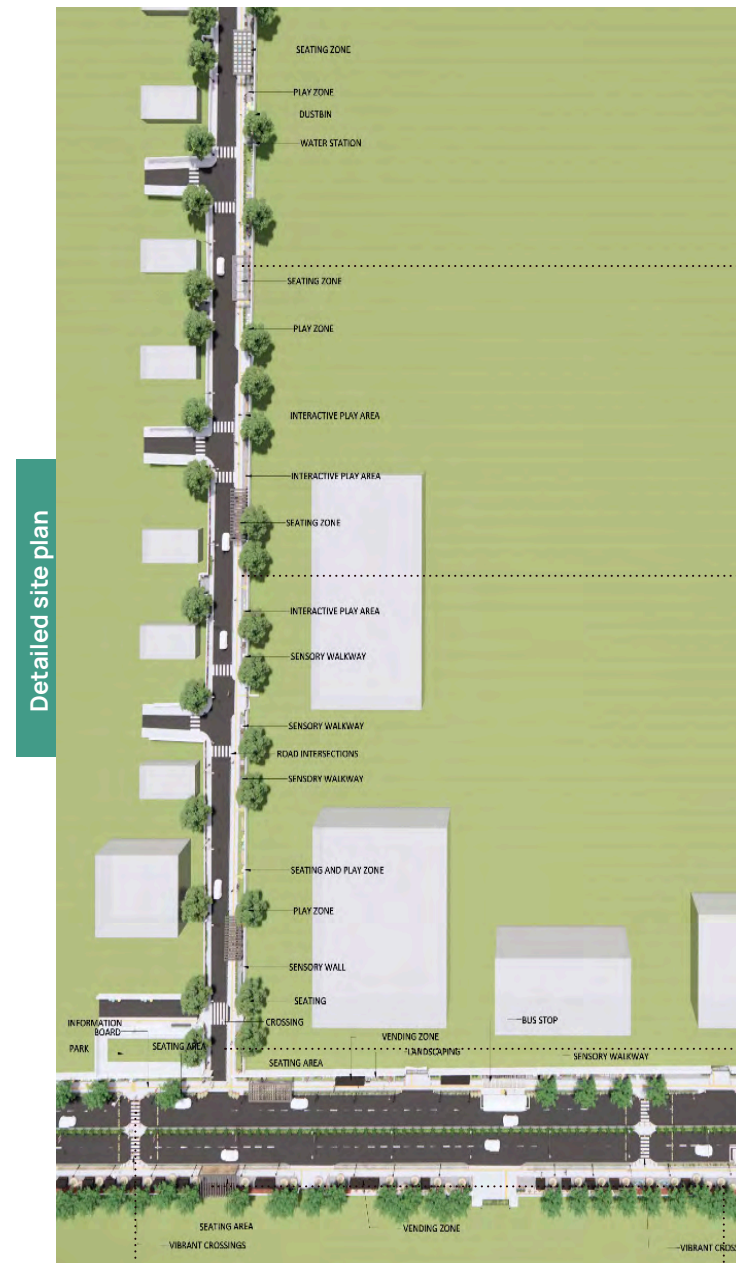 Detailed site plan
SEATING ZONE
PLAY ZONE
DUSTBIN
WATER STATION
SEATING ZONE
PLAY ZONE
INTERACTIVE PLAY AREA
INTERACTIVE PLAY AREA
SEATING ZONE
INTERACTIVE PLAY AREA
SENSORY WALKWAY
SENSORY WALKWAY
ROAD INTERSECTIONS
SENSORY WALKWAY
SEATING AND PLAY ZONE
PLAY ZONE
SENSORY WALL
SEATING
INFORMATION
BOARD
CROSSING
BUS STOP
PARK
SEATING AREA
VENDING ZONE
LANDSCAPING
SEATING AREA
SENSORY WALKWAY
SEATING AREA
VENDING ZONE
VIBRANT CROSSINGS
VIBRANT CROS